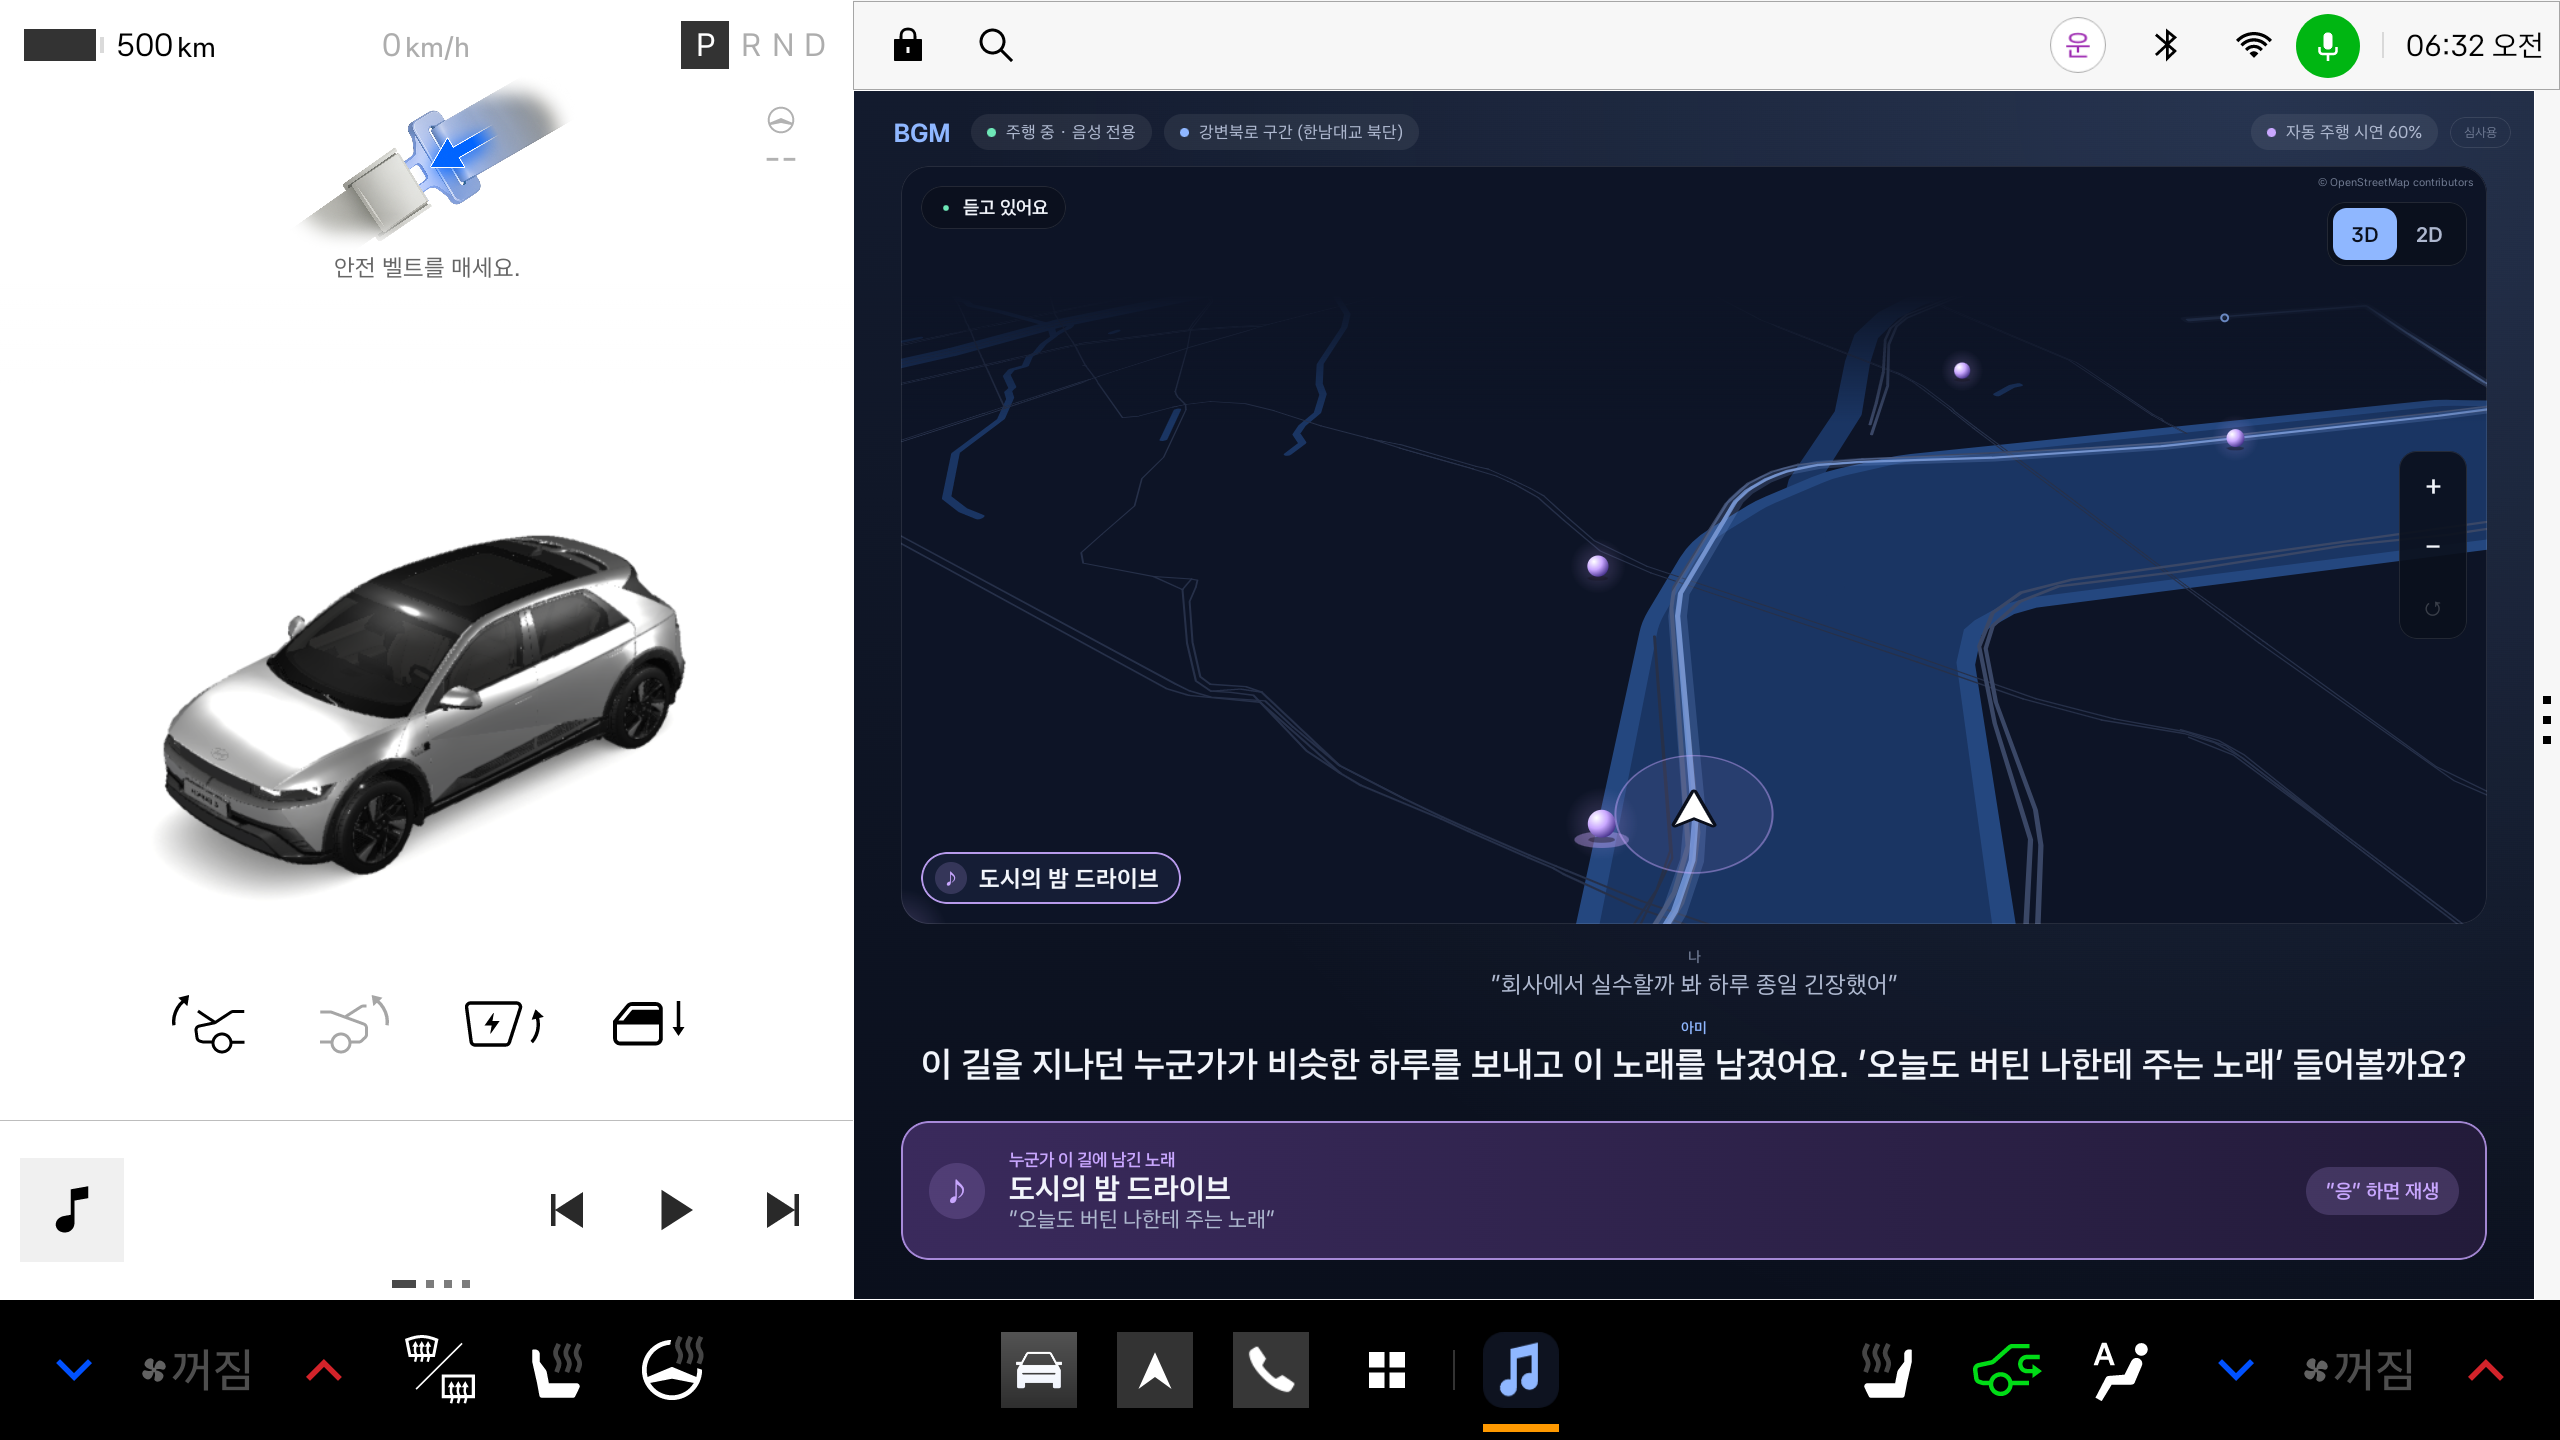 500 km
0 km/h
P R N D
운
06:32 오전
안전 벨트를 매세요.
BGM
주행 중 · 음성 전용
강변북로 구간 (한남대교 북단)
자동 주행 시연 60%
심사용
© OpenStreetMap contributors
듣고 있어요
3D 2D
+
−
도시의 밤 드라이브
나
"회사에서 실수할까 봐 하루 종일 긴장했어"
아미
이 길을 지나던 누군가가 비슷한 하루를 보내고 이 노래를 남겼어요. '오늘도 버틴 나한테 주는 노래' 들어볼까요?
누군가 이 길에 남긴 노래
도시의 밤 드라이브
"오늘도 버틴 나한테 주는 노래"
"응" 하면 재생
꺼짐
A
꺼짐